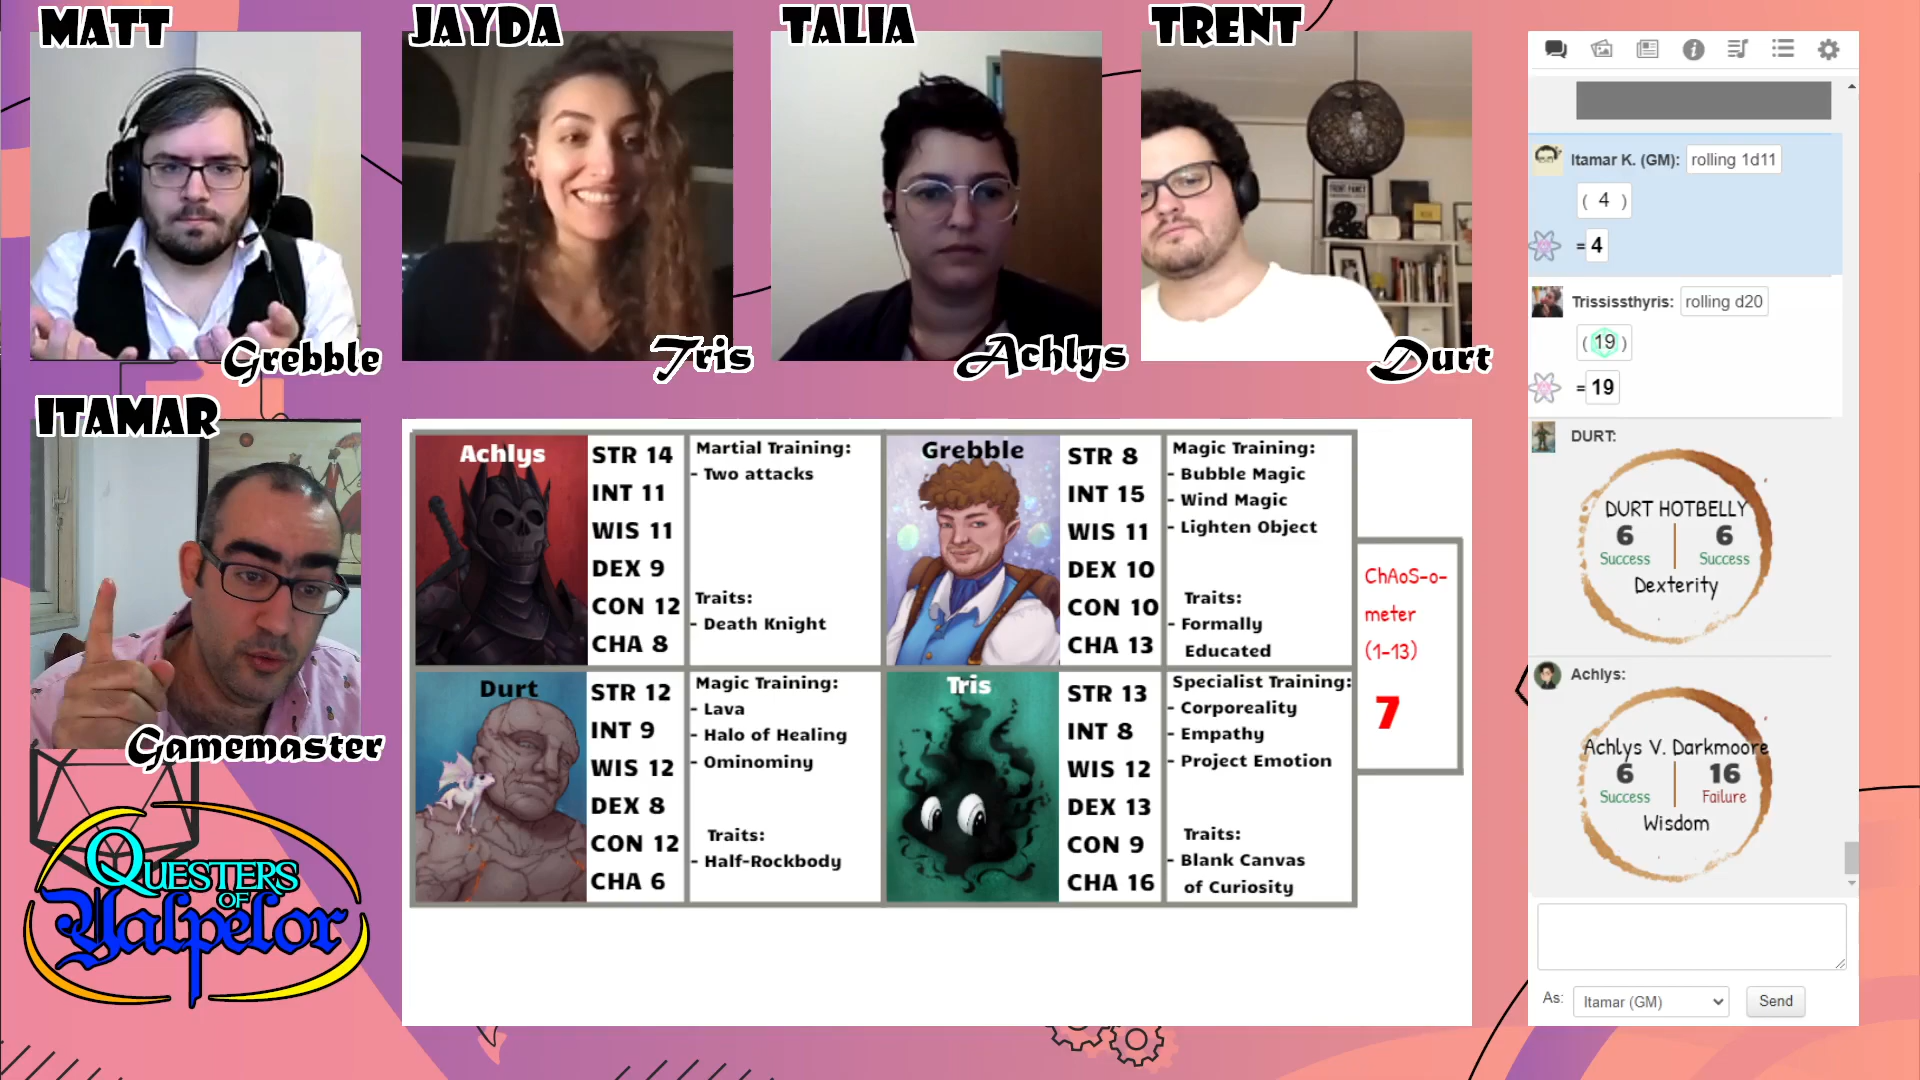 MATT
JAYDA
TALIA
TRENT
Grebble
Tris
Achlys
Durt
ITAMAR
Gamemaster
QUESTERS
OF
Yalpelor
Achlys
STR 14
INT 11
WIS 11
DEX 9
CON 12
CHA 8
Martial Training:
- Two attacks
Traits:
- Death Knight
Grebble
STR 8
INT 15
WIS 11
DEX 10
CON 10
CHA 13
Magic Training:
- Bubble Magic
- Wind Magic
- Lighten Object
Traits:
- Formally
Educated
Durt
STR 12
INT 9
WIS 12
DEX 8
CON 12
CHA 6
Magic Training:
- Lava
- Halo of Healing
- Ominominy
Traits:
- Half-Rockbody
Tris
STR 13
INT 8
WIS 12
DEX 13
CON 9
CHA 16
Specialist Training:
- Corporeality
- Empathy
- Project Emotion
Traits:
- Blank Canvas
of Curiosity
ChAoS-o-
meter
(1-13)
7
Itamar K. (GM): rolling 1d11
( 4 )
=4
Trississthyris: rolling d20
( 19 )
=19
DURT:
DURT HOTBELLY
6 6
Success Success
Dexterity
Achlys:
Achlys V. Darkmoore
6 16
Success Failure
Wisdom
As: Itamar (GM) Send